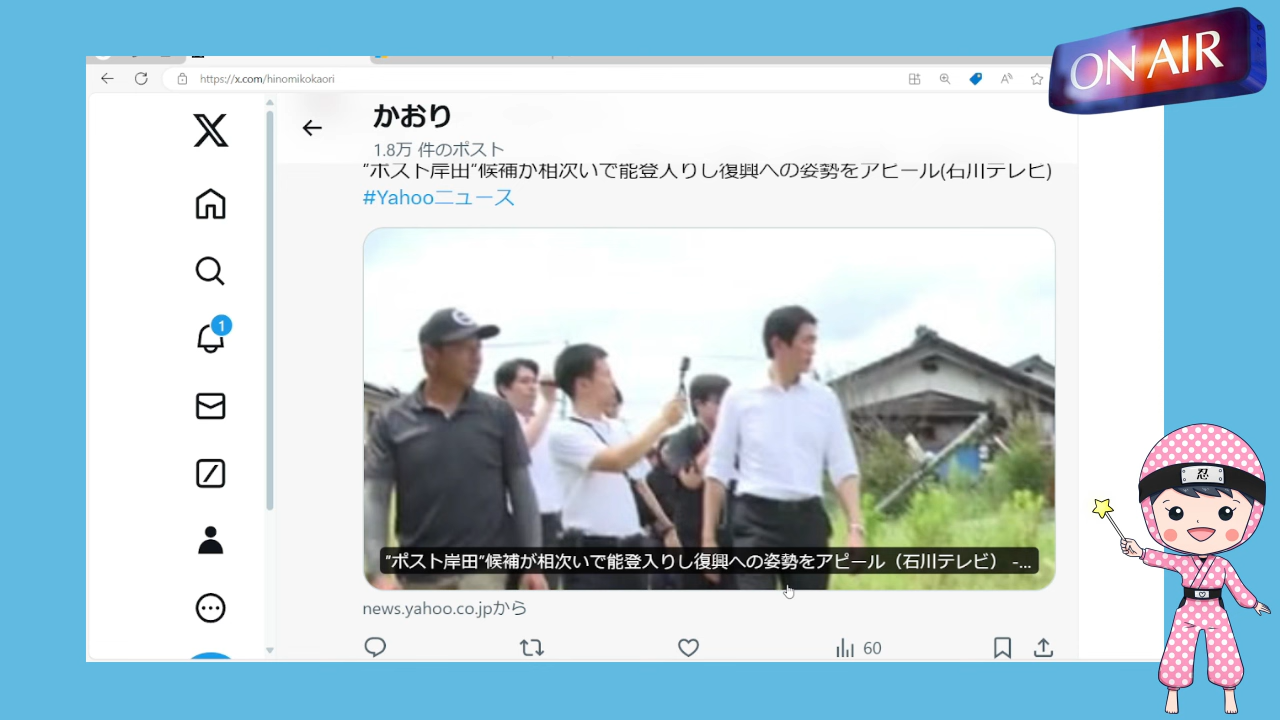 https://x.com/hinomikokaori
ON AIR
かおり
1.8万 件のポスト
"ポスト岸田"候補が相次いで能登入りし復興への姿勢をアピール(石川テレビ)
#Yahooニュース
1
"ポスト岸田"候補が相次いで能登入りし復興への姿勢をアピール（石川テレビ） -...
news.yahoo.co.jpから
60
忍